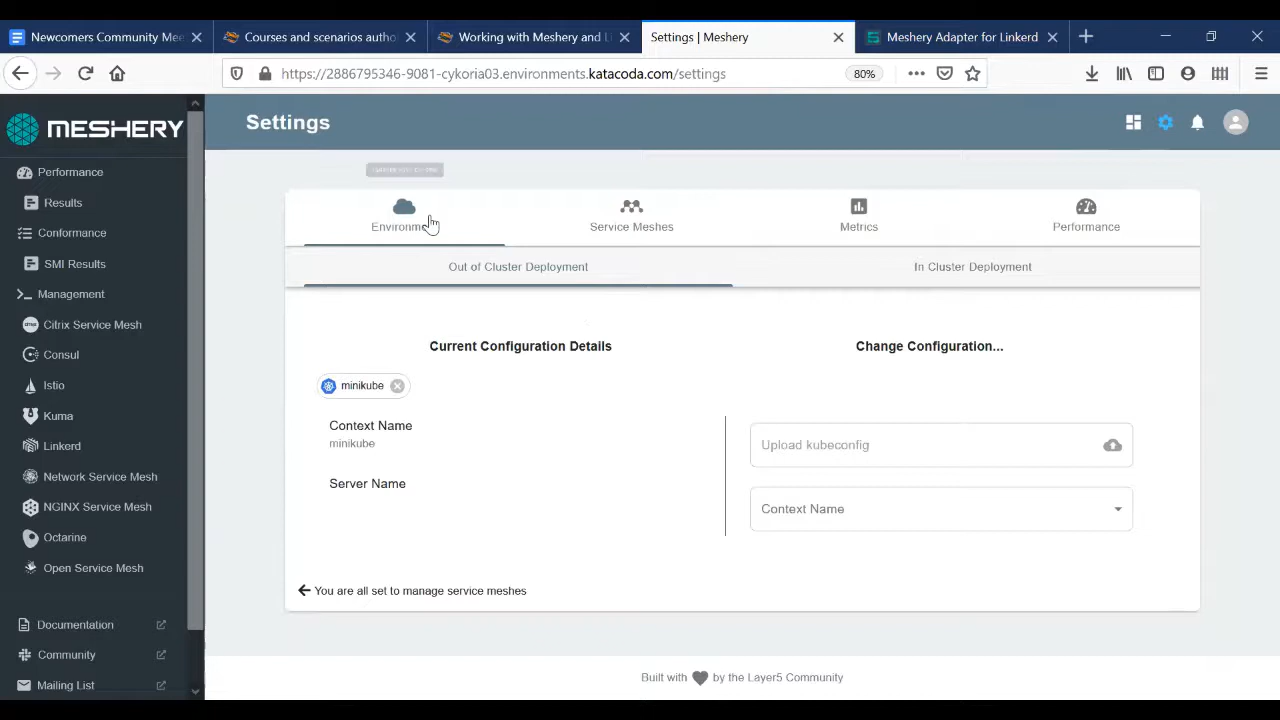 Newcomers Community Mee
Courses and scenarios autho
Working with Meshery and Li
Settings | Meshery
Meshery Adapter for Linkerd
https://2886795346-9081-cykoria03.environments.katacoda.com/settings
80%
MESHERY
Settings
Performance
Results
Conformance
SMI Results
Management
Citrix Service Mesh
Consul
Istio
Kuma
Linkerd
Network Service Mesh
NGINX Service Mesh
Octarine
Open Service Mesh
Documentation
Community
Mailing List
Environm
Service Meshes
Metrics
Performance
Out of Cluster Deployment
In Cluster Deployment
Current Configuration Details
Change Configuration...
minikube
Context Name
minikube
Server Name
Upload kubeconfig
Context Name
You are all set to manage service meshes
Built with
by the Layer5 Community